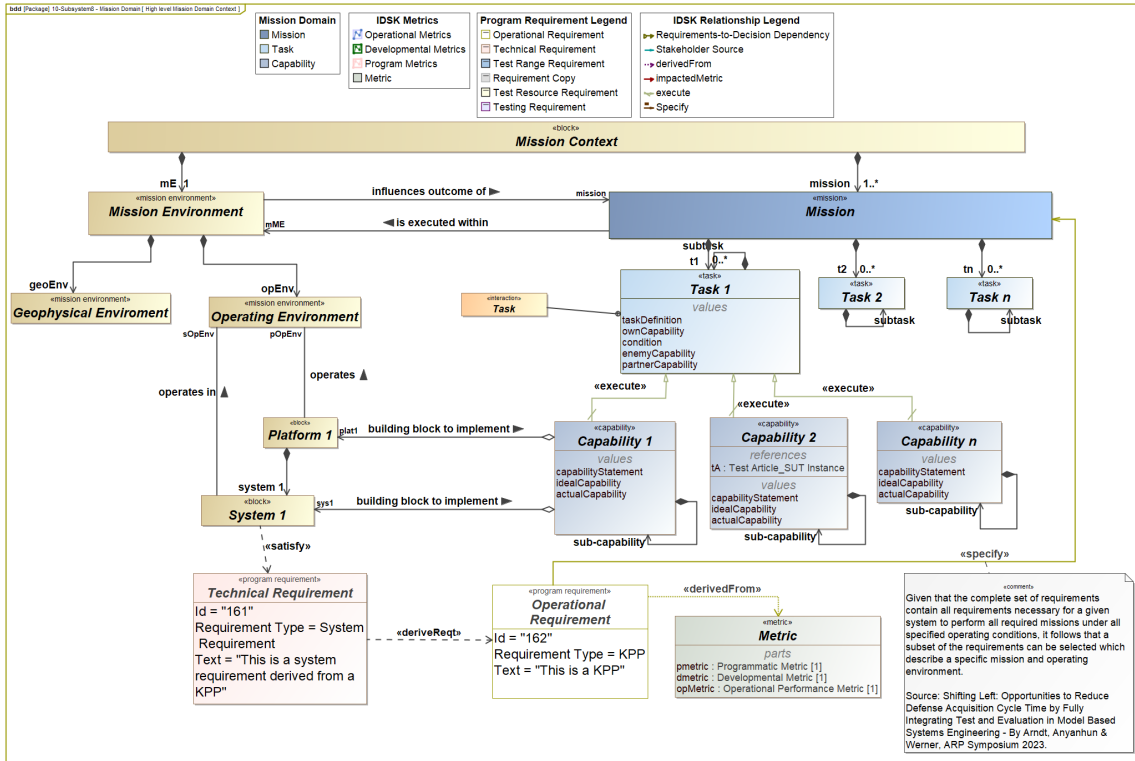 bdd [Package] 10-Subsystem8 - Mission Domain [ High level Mission Domain Context ]
Mission Domain
Mission
Task
Capability
IDSK Metrics
Operational Metrics
Developmental Metrics
Program Metrics
Metric
Program Requirement Legend
Operational Requirement
Technical Requirement
Test Range Requirement
Requirement Copy
Test Resource Requirement
Testing Requirement
IDSK Relationship Legend
Requirements-to-Decision Dependency
Stakeholder Source
derivedFrom
impactedMetric
execute
Specify
«block»
Mission Context
mE 1
mission 1..*
«mission environment»
Mission Environment
influences outcome of
mission
is executed within
mME
«mission»
Mission
geoEnv
«mission environment»
Geophysical Enviroment
opEnv
«mission environment»
Operating Environment
sOpEnv
pOpEnv
subtask
t1 0..*
«task»
Task 1
values
taskDefinition
ownCapability
condition
enemyCapability
partnerCapability
t2 0..*
«task»
Task 2
subtask
tn 0..*
«task»
Task n
subtask
«interaction»
Task
operates
operates in
«execute»
«execute»
«execute»
«block»
Platform 1
plat1
building block to implement
system 1
«block»
System 1
sys1
building block to implement
«capability»
Capability 1
values
capabilityStatement
idealCapability
actualCapability
sub-capability
«capability»
Capability 2
references
tA : Test Article_SUT Instance
values
capabilityStatement
idealCapability
actualCapability
sub-capability
«capability»
Capability n
values
capabilityStatement
idealCapability
actualCapability
sub-capability
«satisfy»
«specify»
«program requirement»
Technical Requirement
Id = "161"
Requirement Type = System
Requirement
Text = "This is a system
requirement derived from a
KPP"
«deriveReqt»
«program requirement»
Operational
Requirement
Id = "162"
Requirement Type = KPP
Text = "This is a KPP"
«derivedFrom»
«metric»
Metric
parts
pmetric : Programmatic Metric [1]
dmetric : Developmental Metric [1]
opMetric : Operational Performance Metric [1]
«comment»
Given that the complete set of requirements
contain all requirements necessary for a given
system to perform all required missions under all
specified operating conditions, it follows that a
subset of the requirements can be selected which
describe a specific mission and operating
environment.
Source: Shifting Left: Opportunities to Reduce
Defense Acquisition Cycle Time by Fully
Integrating Test and Evaluation in Model Based
Systems Engineering - By Arndt, Anyanhun &
Werner, ARP Symposium 2023.